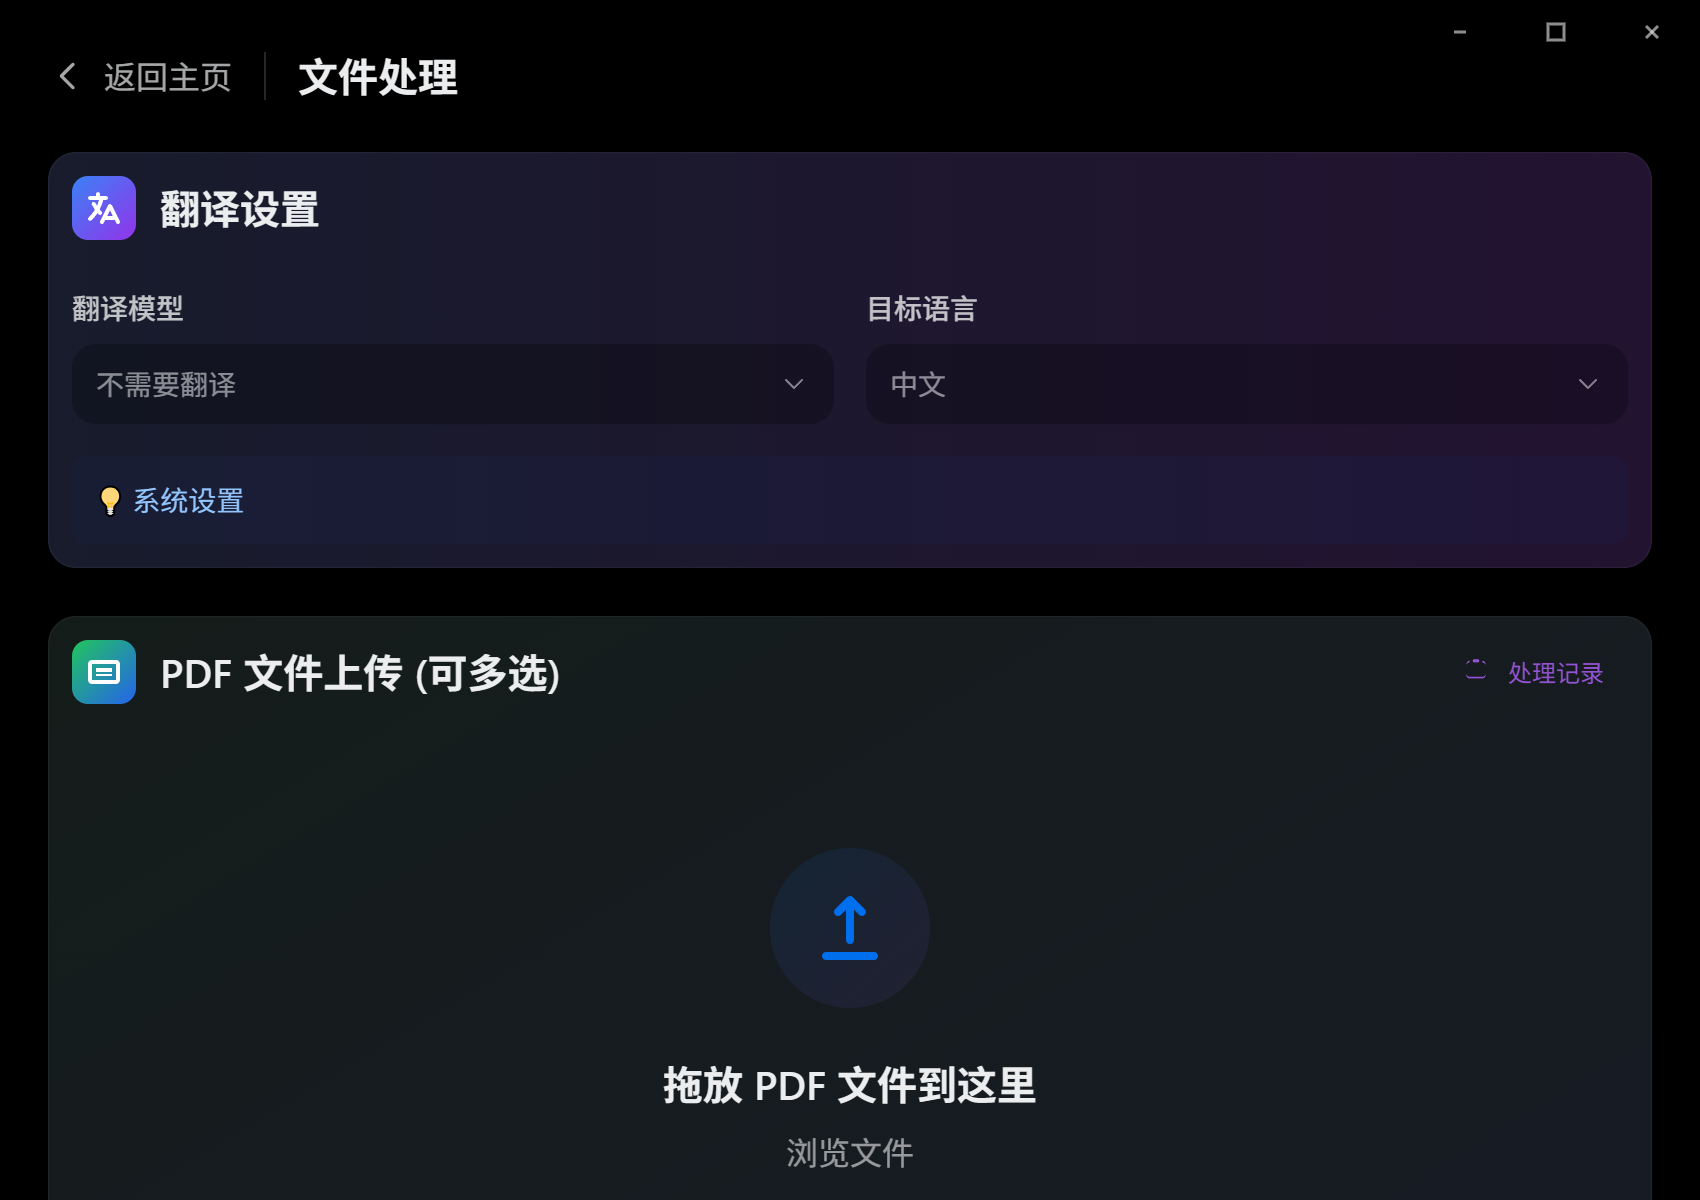 返回主页
文件处理
翻译设置
翻译模型
目标语言
不需要翻译
中文
💡 系统设置
PDF 文件上传 (可多选)
处理记录
拖放 PDF 文件到这里
浏览文件